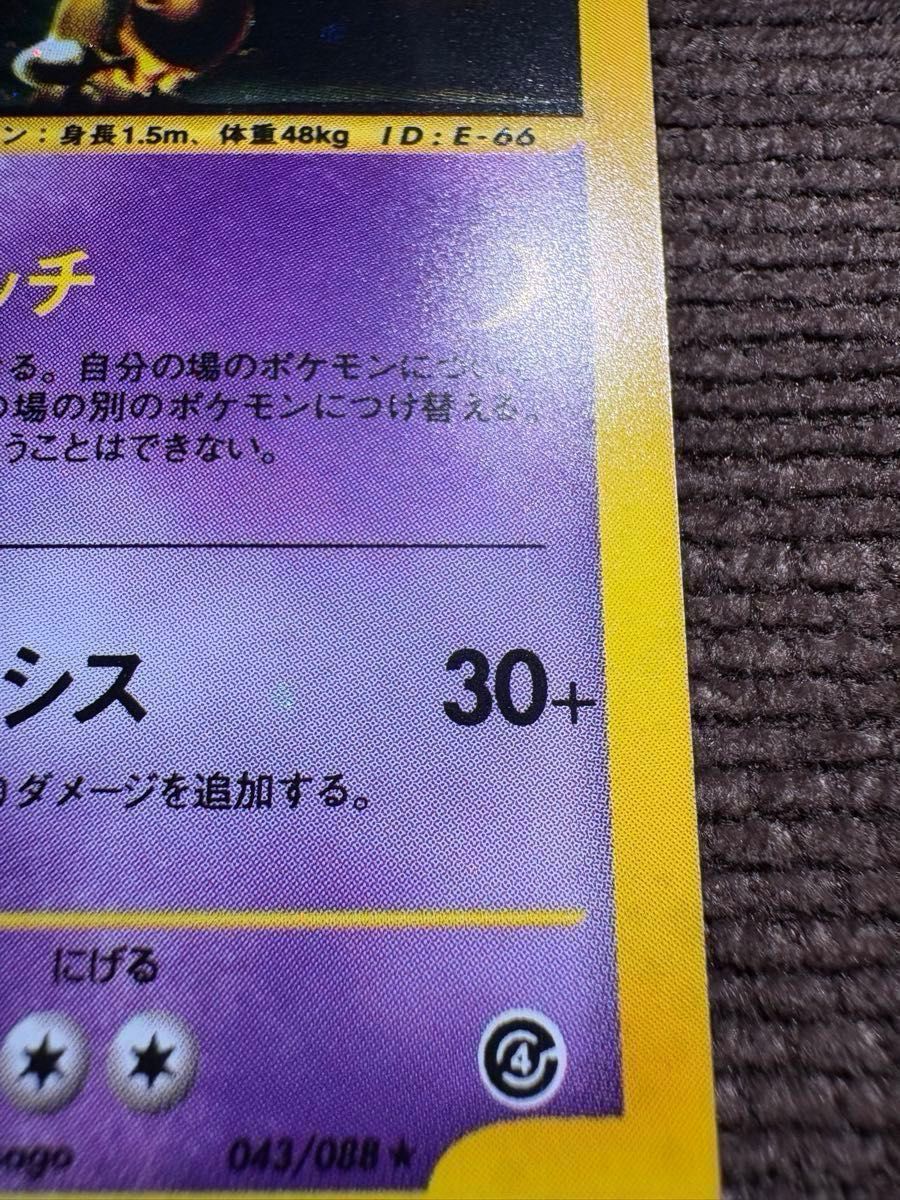 ン：身長1.5m、体重48kg ID：E-66
ッチ
る。自分の場のポケモンについ
の場の別のポケモンにつけ替える。
うことはできない。
シス 30+
ダメージを追加する。
にげる
4
ogo 043/088★